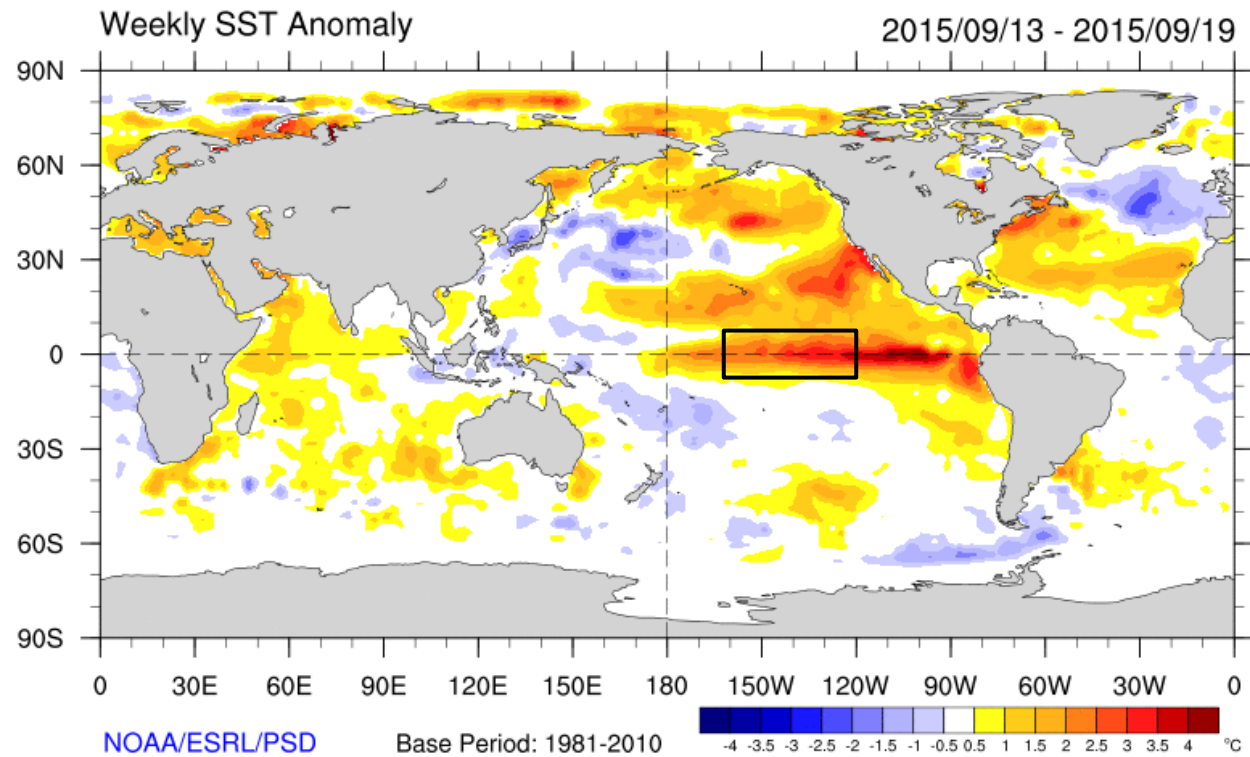 Weekly SST Anomaly
2015/09/13 - 2015/09/19
90N
60N
30N
0
30S
60S
90S
0 30E 60E 90E 120E 150E 180 150W 120W 90W 60W 30W 0
NOAA/ESRL/PSD
Base Period: 1981-2010
-4 -3.5 -3 -2.5 -2 -1.5 -1 -0.5 0.5 1 1.5 2 2.5 3 3.5 4 °C